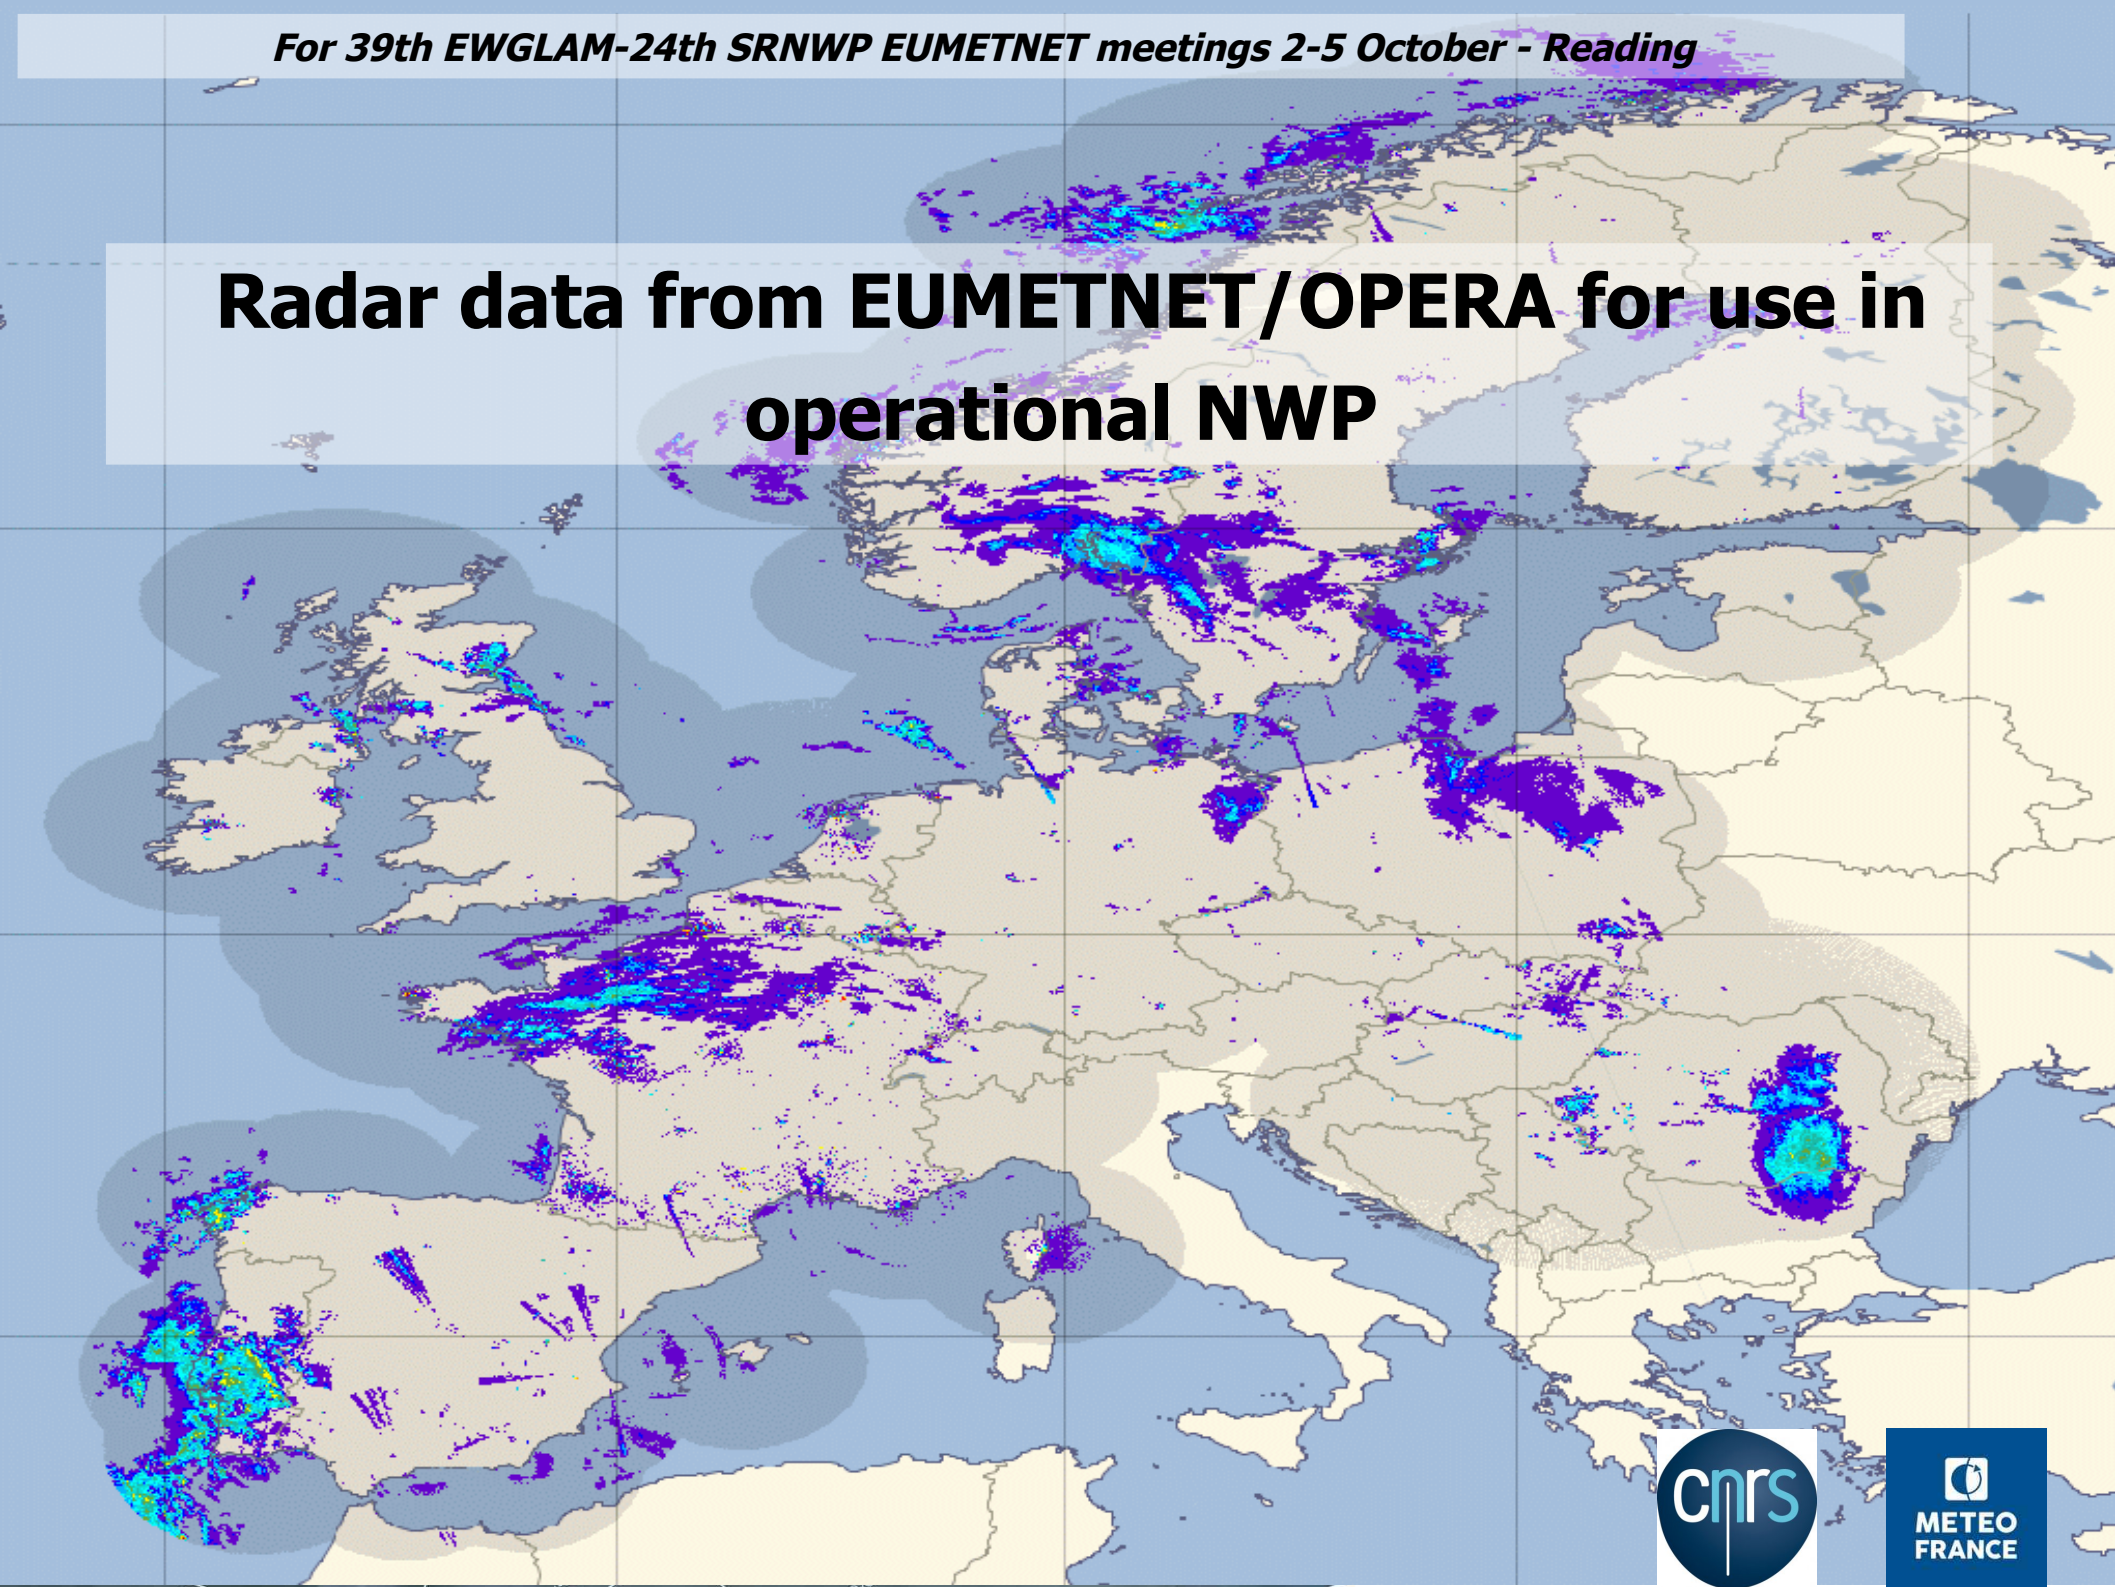 For 39th EWGLAM-24th SRNWP EUMETNET meetings 2-5 October - Reading
Radar data from EUMETNET/OPERA for use in
operational NWP
cnrs
METEO
FRANCE